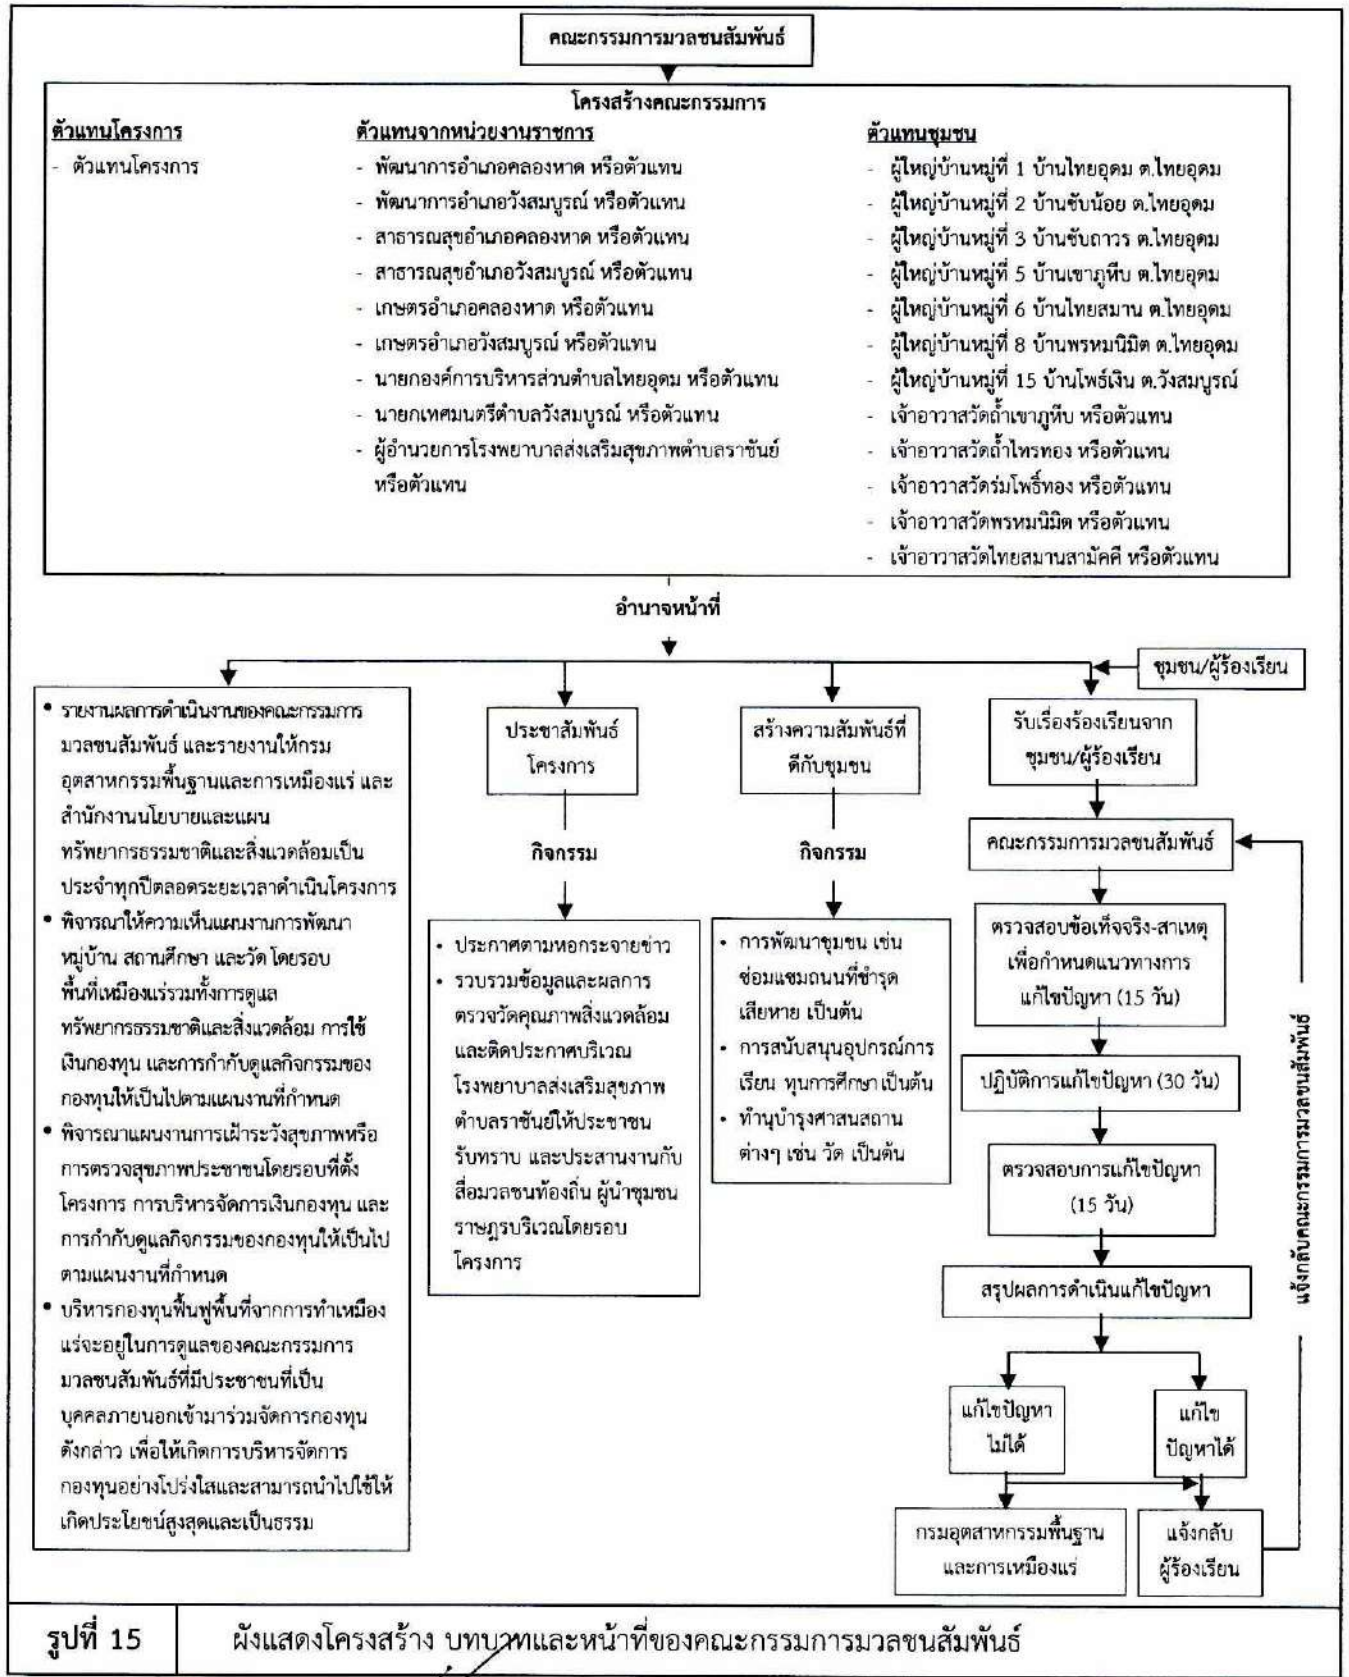 คณะกรรมการมวลชนสัมพันธ์
โครงสร้างคณะกรรมการ
ตัวแทนโครงการ
- ตัวแทนโครงการ
ตัวแทนจากหน่วยงานราชการ
- พัฒนาการอำเภอคลองหาด หรือตัวแทน
- พัฒนาการอำเภอวังสมบูรณ์ หรือตัวแทน
- สาธารณสุขอำเภอคลองหาด หรือตัวแทน
- สาธารณสุขอำเภอวังสมบูรณ์ หรือตัวแทน
- เกษตรอำเภอคลองหาด หรือตัวแทน
- เกษตรอำเภอวังสมบูรณ์ หรือตัวแทน
- นายกองค์การบริหารส่วนตำบลไทยอุดม หรือตัวแทน
- นายกเทศมนตรีตำบลวังสมบูรณ์ หรือตัวแทน
- ผู้อำนวยการโรงพยาบาลส่งเสริมสุขภาพตำบลราชันย์
หรือตัวแทน
ตัวแทนชุมชน
- ผู้ใหญ่บ้านหมู่ที่ 1 บ้านไทยอุดม ต.ไทยอุดม
- ผู้ใหญ่บ้านหมู่ที่ 2 บ้านซับน้อย ต.ไทยอุดม
- ผู้ใหญ่บ้านหมู่ที่ 3 บ้านซับถาวร ต.ไทยอุดม
- ผู้ใหญ่บ้านหมู่ที่ 5 บ้านเขาภูหีบ ต.ไทยอุดม
- ผู้ใหญ่บ้านหมู่ที่ 6 บ้านไทยสมาน ต.ไทยอุดม
- ผู้ใหญ่บ้านหมู่ที่ 8 บ้านพรหมนิมิต ต.ไทยอุดม
- ผู้ใหญ่บ้านหมู่ที่ 15 บ้านโพธิ์เงิน ต.วังสมบูรณ์
- เจ้าอาวาสวัดถ้ำเขาภูหีบ หรือตัวแทน
- เจ้าอาวาสวัดถ้ำไทรทอง หรือตัวแทน
- เจ้าอาวาสวัดร่มโพธิ์ทอง หรือตัวแทน
- เจ้าอาวาสวัดพรหมนิมิต หรือตัวแทน
- เจ้าอาวาสวัดไทยสมานสามัคคี หรือตัวแทน
อำนาจหน้าที่
ชุมชน/ผู้ร้องเรียน
• รายงานผลการดำเนินงานของคณะกรรมการ
มวลชนสัมพันธ์ และรายงานให้กรม
อุตสาหกรรมพื้นฐานและการเหมืองแร่ และ
สำนักงานนโยบายและแผน
ทรัพยากรธรรมชาติและสิ่งแวดล้อมเป็น
ประจำทุกปีตลอดระยะเวลาดำเนินโครงการ
• พิจารณาให้ความเห็นแผนงานการพัฒนา
หมู่บ้าน สถานศึกษา และวัด โดยรอบ
พื้นที่เหมืองแร่รวมทั้งการดูแล
ทรัพยากรธรรมชาติและสิ่งแวดล้อม การใช้
เงินกองทุน และการกำกับดูแลกิจกรรมของ
กองทุนให้เป็นไปตามแผนงานที่กำหนด
• พิจารณาแผนงานการเฝ้าระวังสุขภาพหรือ
การตรวจสุขภาพประชาชนโดยรอบที่ตั้ง
โครงการ การบริหารจัดการเงินกองทุน และ
การกำกับดูแลกิจกรรมของกองทุนให้เป็นไป
ตามแผนงานที่กำหนด
• บริหารกองทุนฟื้นฟูพื้นที่จากการทำเหมือง
แร่จะอยู่ในการดูแลของคณะกรรมการ
มวลชนสัมพันธ์ที่มีประชาชนที่เป็น
บุคคลภายนอกเข้ามาร่วมจัดการกองทุน
ดังกล่าว เพื่อให้เกิดการบริหารจัดการ
กองทุนอย่างโปร่งใสและสามารถนำไปใช้ให้
เกิดประโยชน์สูงสุดและเป็นธรรม
ประชาสัมพันธ์
โครงการ
กิจกรรม
• ประกาศตามหอกระจายข่าว
• รวบรวมข้อมูลและผลการ
ตรวจวัดคุณภาพสิ่งแวดล้อม
และติดประกาศบริเวณ
โรงพยาบาลส่งเสริมสุขภาพ
ตำบลราชันย์ให้ประชาชน
รับทราบ และประสานงานกับ
สื่อมวลชนท้องถิ่น ผู้นำชุมชน
ราษฎรบริเวณโดยรอบ
โครงการ
สร้างความสัมพันธ์ที่
ดีกับชุมชน
กิจกรรม
• การพัฒนาชุมชน เช่น
ซ่อมแซมถนนที่ชำรุด
เสียหาย เป็นต้น
• การสนับสนุนอุปกรณ์การ
เรียน ทุนการศึกษา เป็นต้น
• ทำนุบำรุงศาสนสถาน
ต่างๆ เช่น วัด เป็นต้น
รับเรื่องร้องเรียนจาก
ชุมชน/ผู้ร้องเรียน
คณะกรรมการมวลชนสัมพันธ์
ตรวจสอบข้อเท็จจริง-สาเหตุ
เพื่อกำหนดแนวทางการ
แก้ไขปัญหา (15 วัน)
ปฏิบัติการแก้ไขปัญหา (30 วัน)
ตรวจสอบการแก้ไขปัญหา
(15 วัน)
สรุปผลการดำเนินแก้ไขปัญหา
แก้ไขปัญหา
ไม่ได้
แก้ไข
ปัญหาได้
กรมอุตสาหกรรมพื้นฐาน
และการเหมืองแร่
แจ้งกลับ
ผู้ร้องเรียน
แจ้งกลับคณะกรรมการมวลชนสัมพันธ์
รูปที่ 15
ผังแสดงโครงสร้าง บทบาทและหน้าที่ของคณะกรรมการมวลชนสัมพันธ์